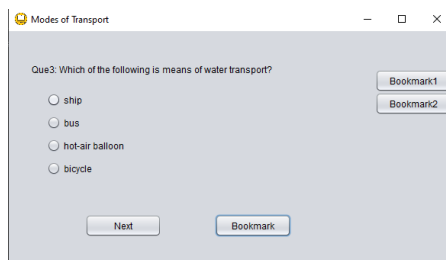 Modes of Transport
Que3: Which of the following is means of water transport?
Bookmark1
ship
Bookmark2
bus
hot-air balloon
bicycle
Next
Bookmark